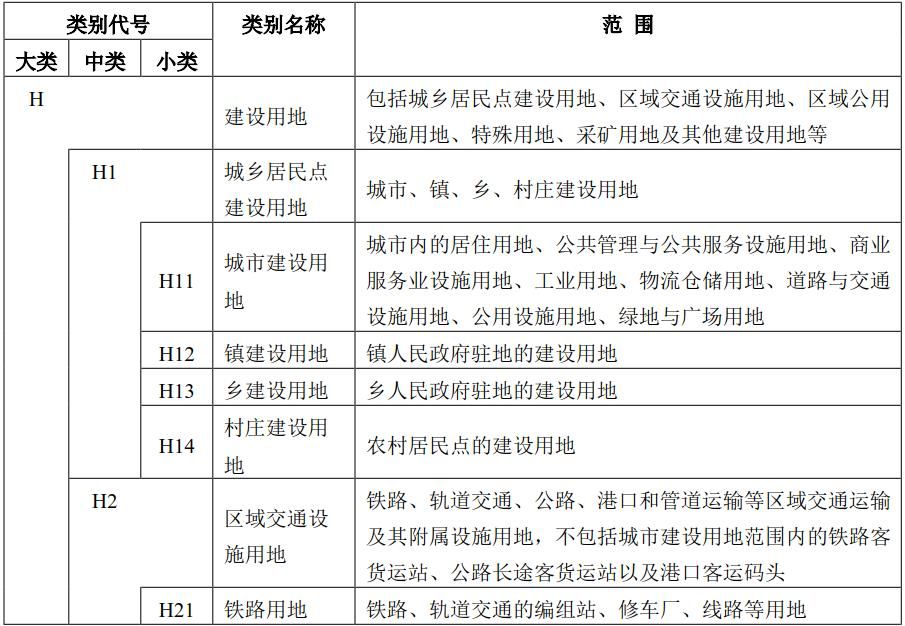 类别代号
类别名称
范 围
大类
中类
小类
H
建设用地
包括城乡居民点建设用地、区域交通设施用地、区域公用
设施用地、特殊用地、采矿用地及其他建设用地等
H1
城乡居民点
建设用地
城市、镇、乡、村庄建设用地
H11
城市建设用
地
城市内的居住用地、公共管理与公共服务设施用地、商业
服务业设施用地、工业用地、物流仓储用地、道路与交通
设施用地、公用设施用地、绿地与广场用地
H12
镇建设用地
镇人民政府驻地的建设用地
H13
乡建设用地
乡人民政府驻地的建设用地
H14
村庄建设用
地
农村居民点的建设用地
H2
区域交通设
施用地
铁路、轨道交通、公路、港口和管道运输等区域交通运输
及其附属设施用地，不包括城市建设用地范围内的铁路客
货运站、公路长途客货运站以及港口客运码头
H21
铁路用地
铁路、轨道交通的编组站、修车厂、线路等用地